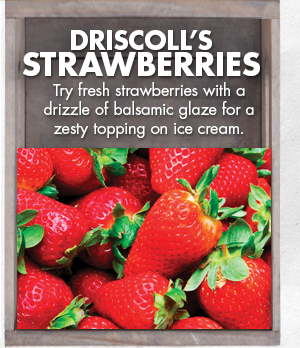 DRISCOLL'S
STRAWBERRIES
Try fresh strawberries with a
drizzle of balsamic glaze for a
zesty topping on ice cream.